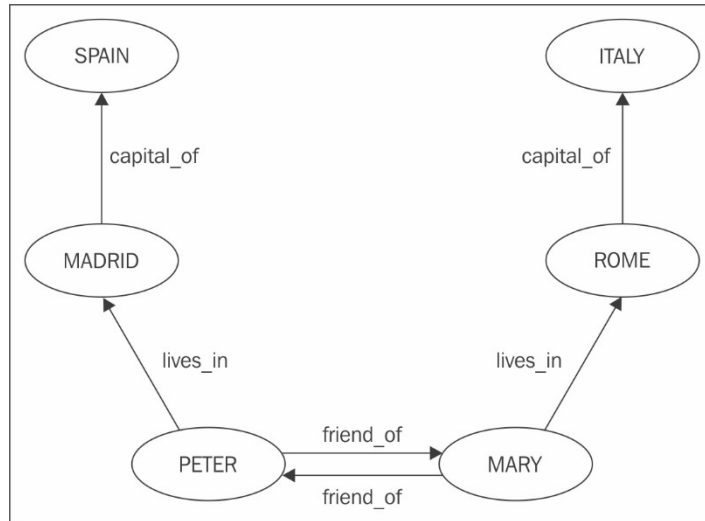 SPAIN
ITALY
capital_of
capital_of
MADRID
ROME
lives_in
lives_in
friend_of
PETER
MARY
friend_of